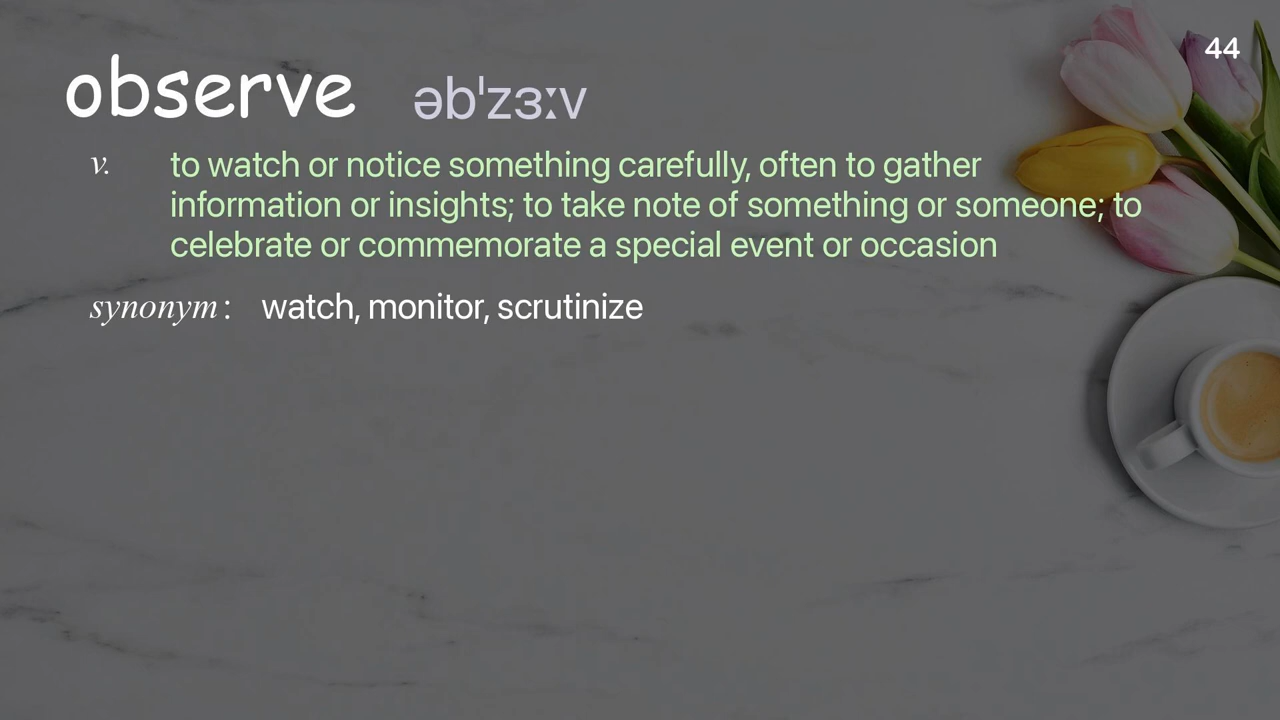 44
observe əbˈzɜːv
v. to watch or notice something carefully, often to gather
information or insights; to take note of something or someone; to
celebrate or commemorate a special event or occasion
synonym : watch, monitor, scrutinize